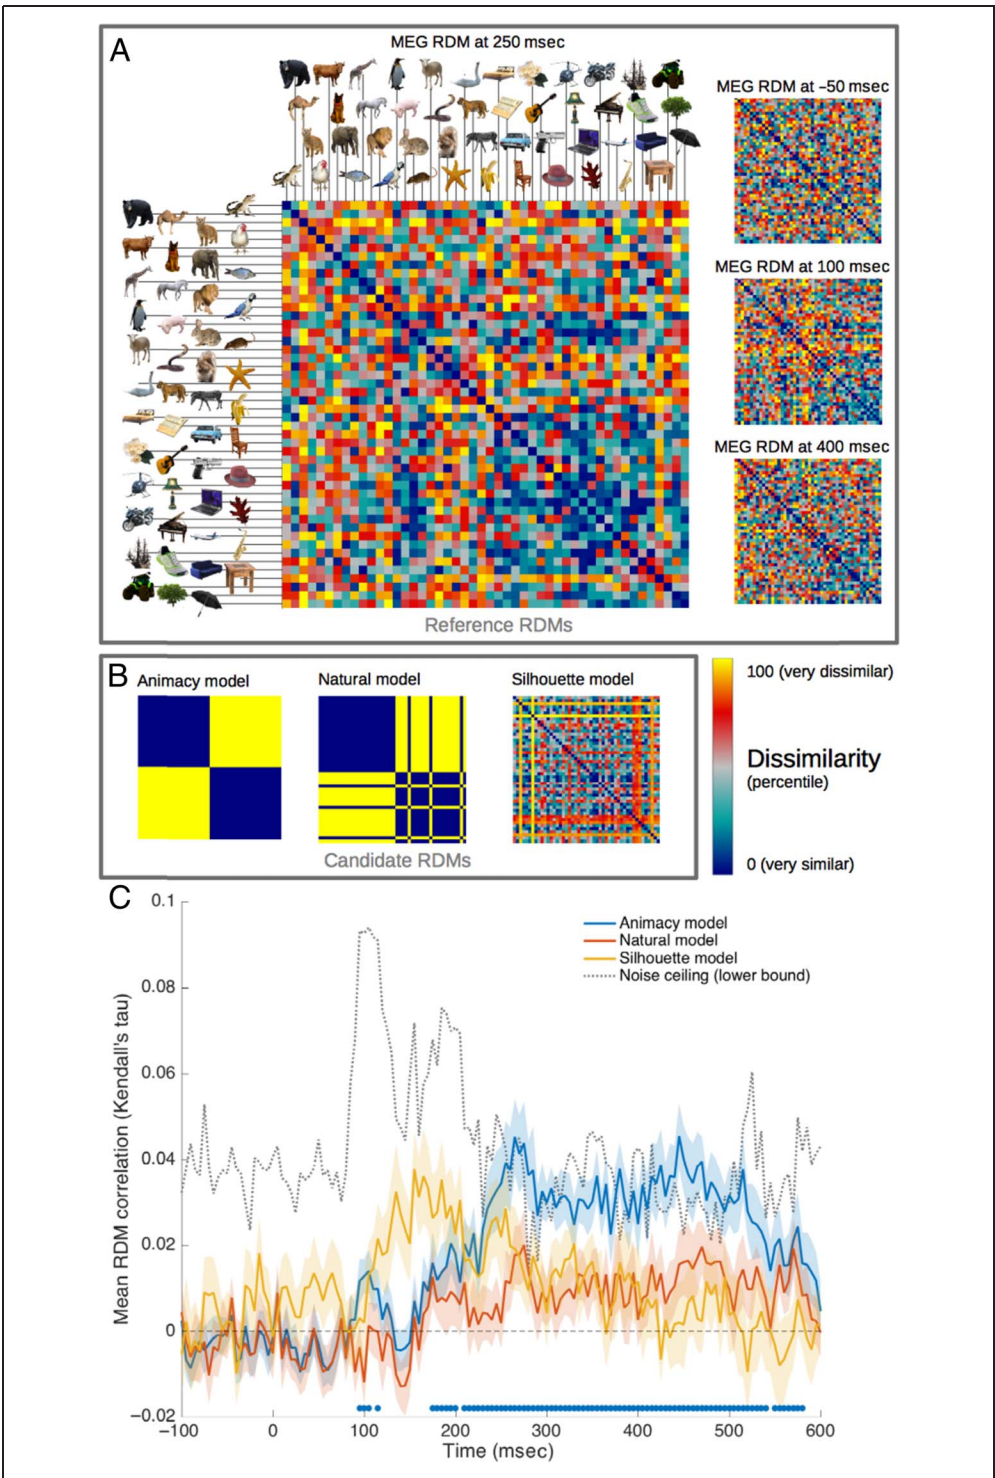 A
MEG RDM at 250 msec
MEG RDM at –50 msec
MEG RDM at 100 msec
MEG RDM at 400 msec
Reference RDMs
B
Animacy model
Natural model
Silhouette model
Candidate RDMs
100 (very dissimilar)
Dissimilarity
(percentile)
0 (very similar)
C
Animacy model
Natural model
Silhouette model
Noise ceiling (lower bound)
Mean RDM correlation (Kendall's tau)
0.1
0.08
0.06
0.04
0.02
0
–0.02
–100 0 100 200 300 400 500 600
Time (msec)